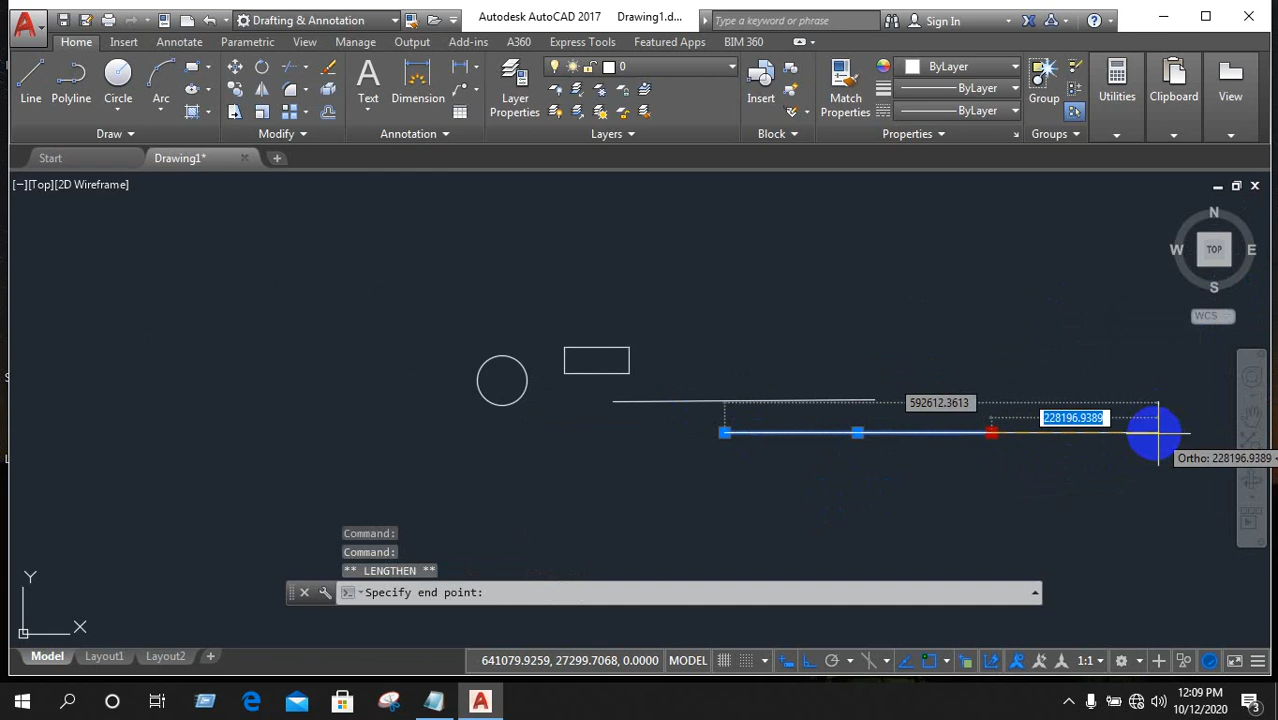 Drafting & Annotation
Autodesk AutoCAD 2017 Drawing1.d...
Type a keyword or phrase
Sign In
Home Insert Annotate Parametric View Manage Output Add-ins A360 Express Tools Featured Apps BIM 360
0
ByLayer
ByLayer
ByLayer
Line Polyline Circle Arc
Text Dimension
Layer Properties
Insert
Match Properties
Group
Utilities Clipboard View
Draw Modify Annotation Layers Block Properties Groups
Start Drawing1*
[−][Top][2D Wireframe]
N
W TOP E
S
WCS
592612.3613
228196.9389
Ortho: 228196.9389
Command:
Command:
** LENGTHEN **
Specify end point:
Y
X
Model Layout1 Layout2
641079.9259, 27299.7068, 0.0000 MODEL 1:1
12:09 PM
10/12/2020
3